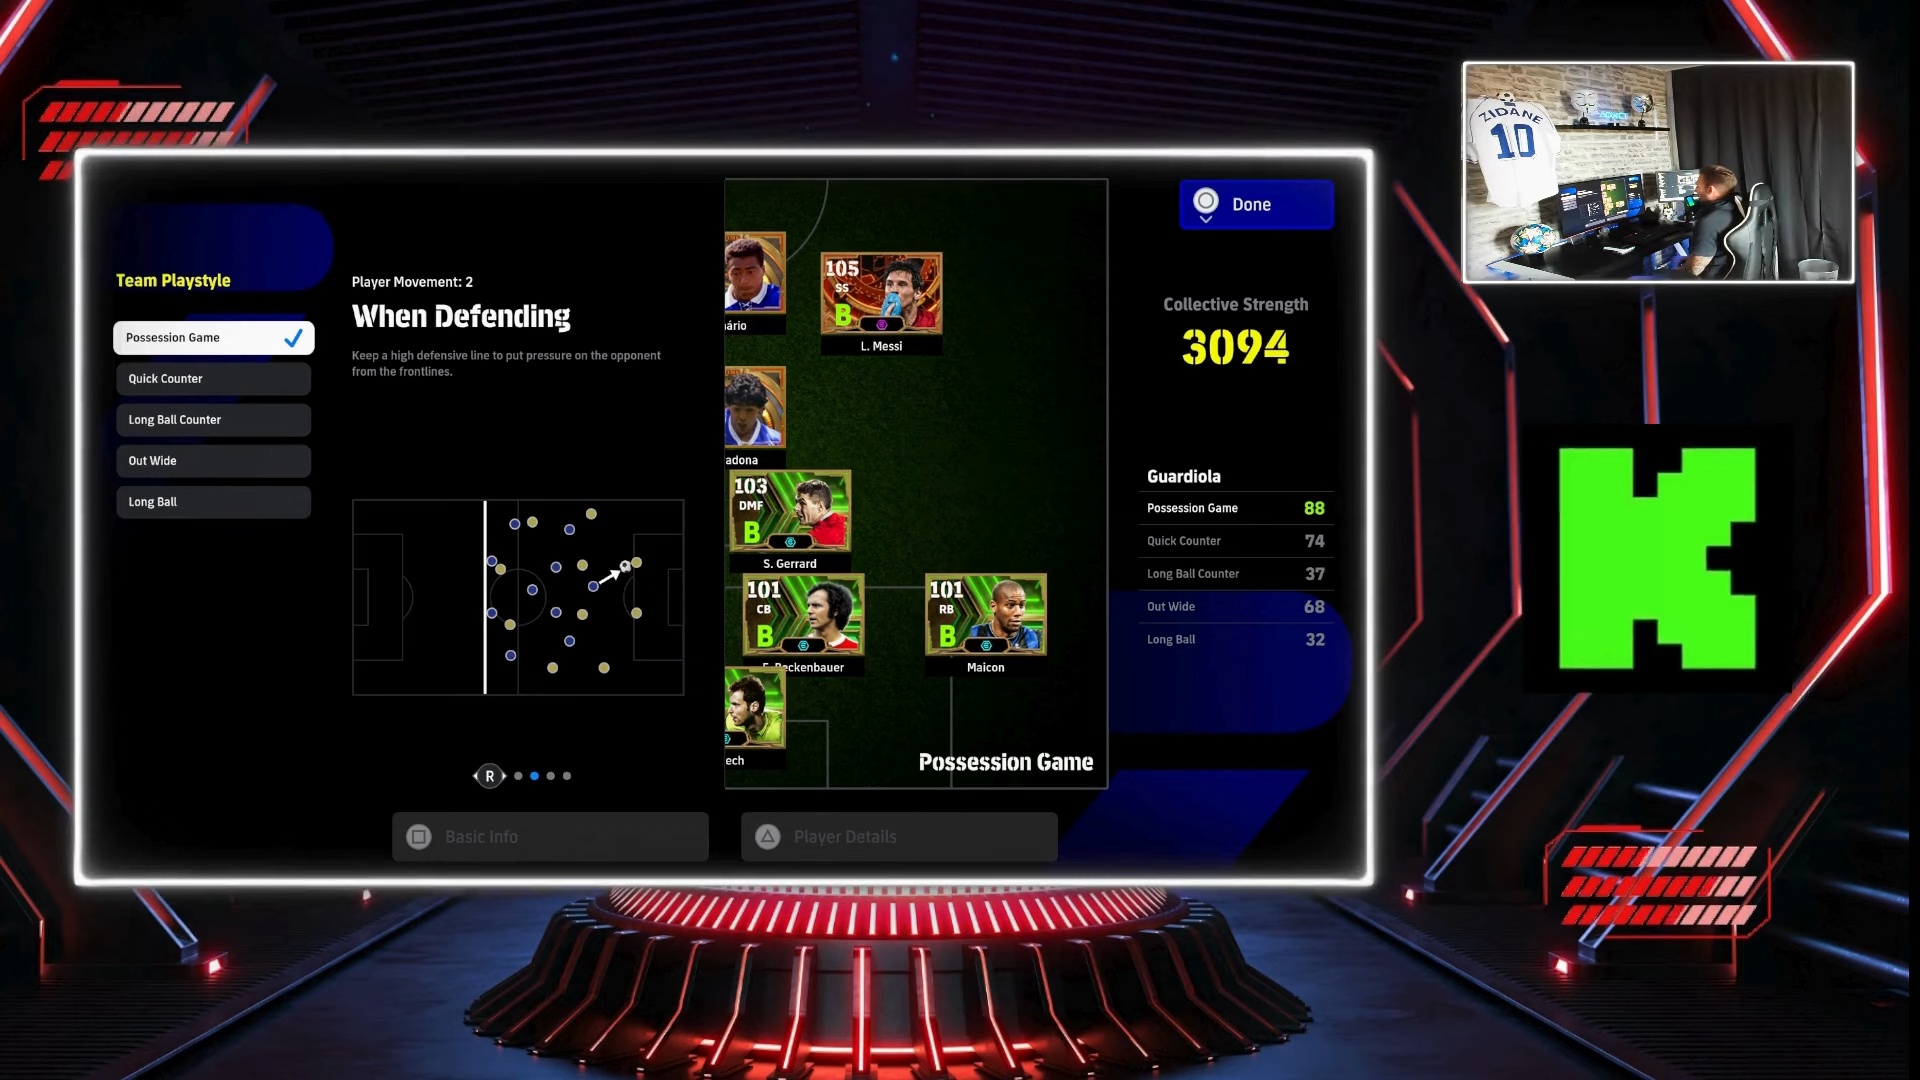 ZIDANE
10
Done
Team Playstyle
Possession Game
Quick Counter
Long Ball Counter
Out Wide
Long Ball
Player Movement: 2
When Defending
Keep a high defensive line to put pressure on the opponent
from the frontlines.
R
Basic Info
Player Details
ário
105
SS
B
L. Messi
adona
103
DMF
B
S. Gerrard
101
CB
B
F. Beckenbauer
101
RB
B
Maicon
ech
Possession Game
Collective Strength
3094
Guardiola
Possession Game 88
Quick Counter 74
Long Ball Counter 37
Out Wide 68
Long Ball 32
K